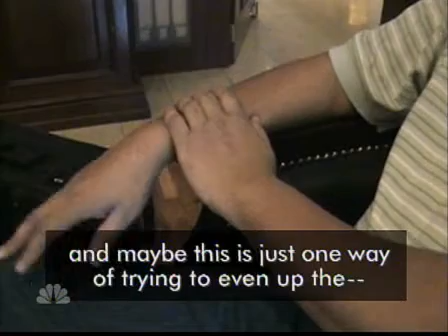 and maybe this is just one way
of trying to even up the--